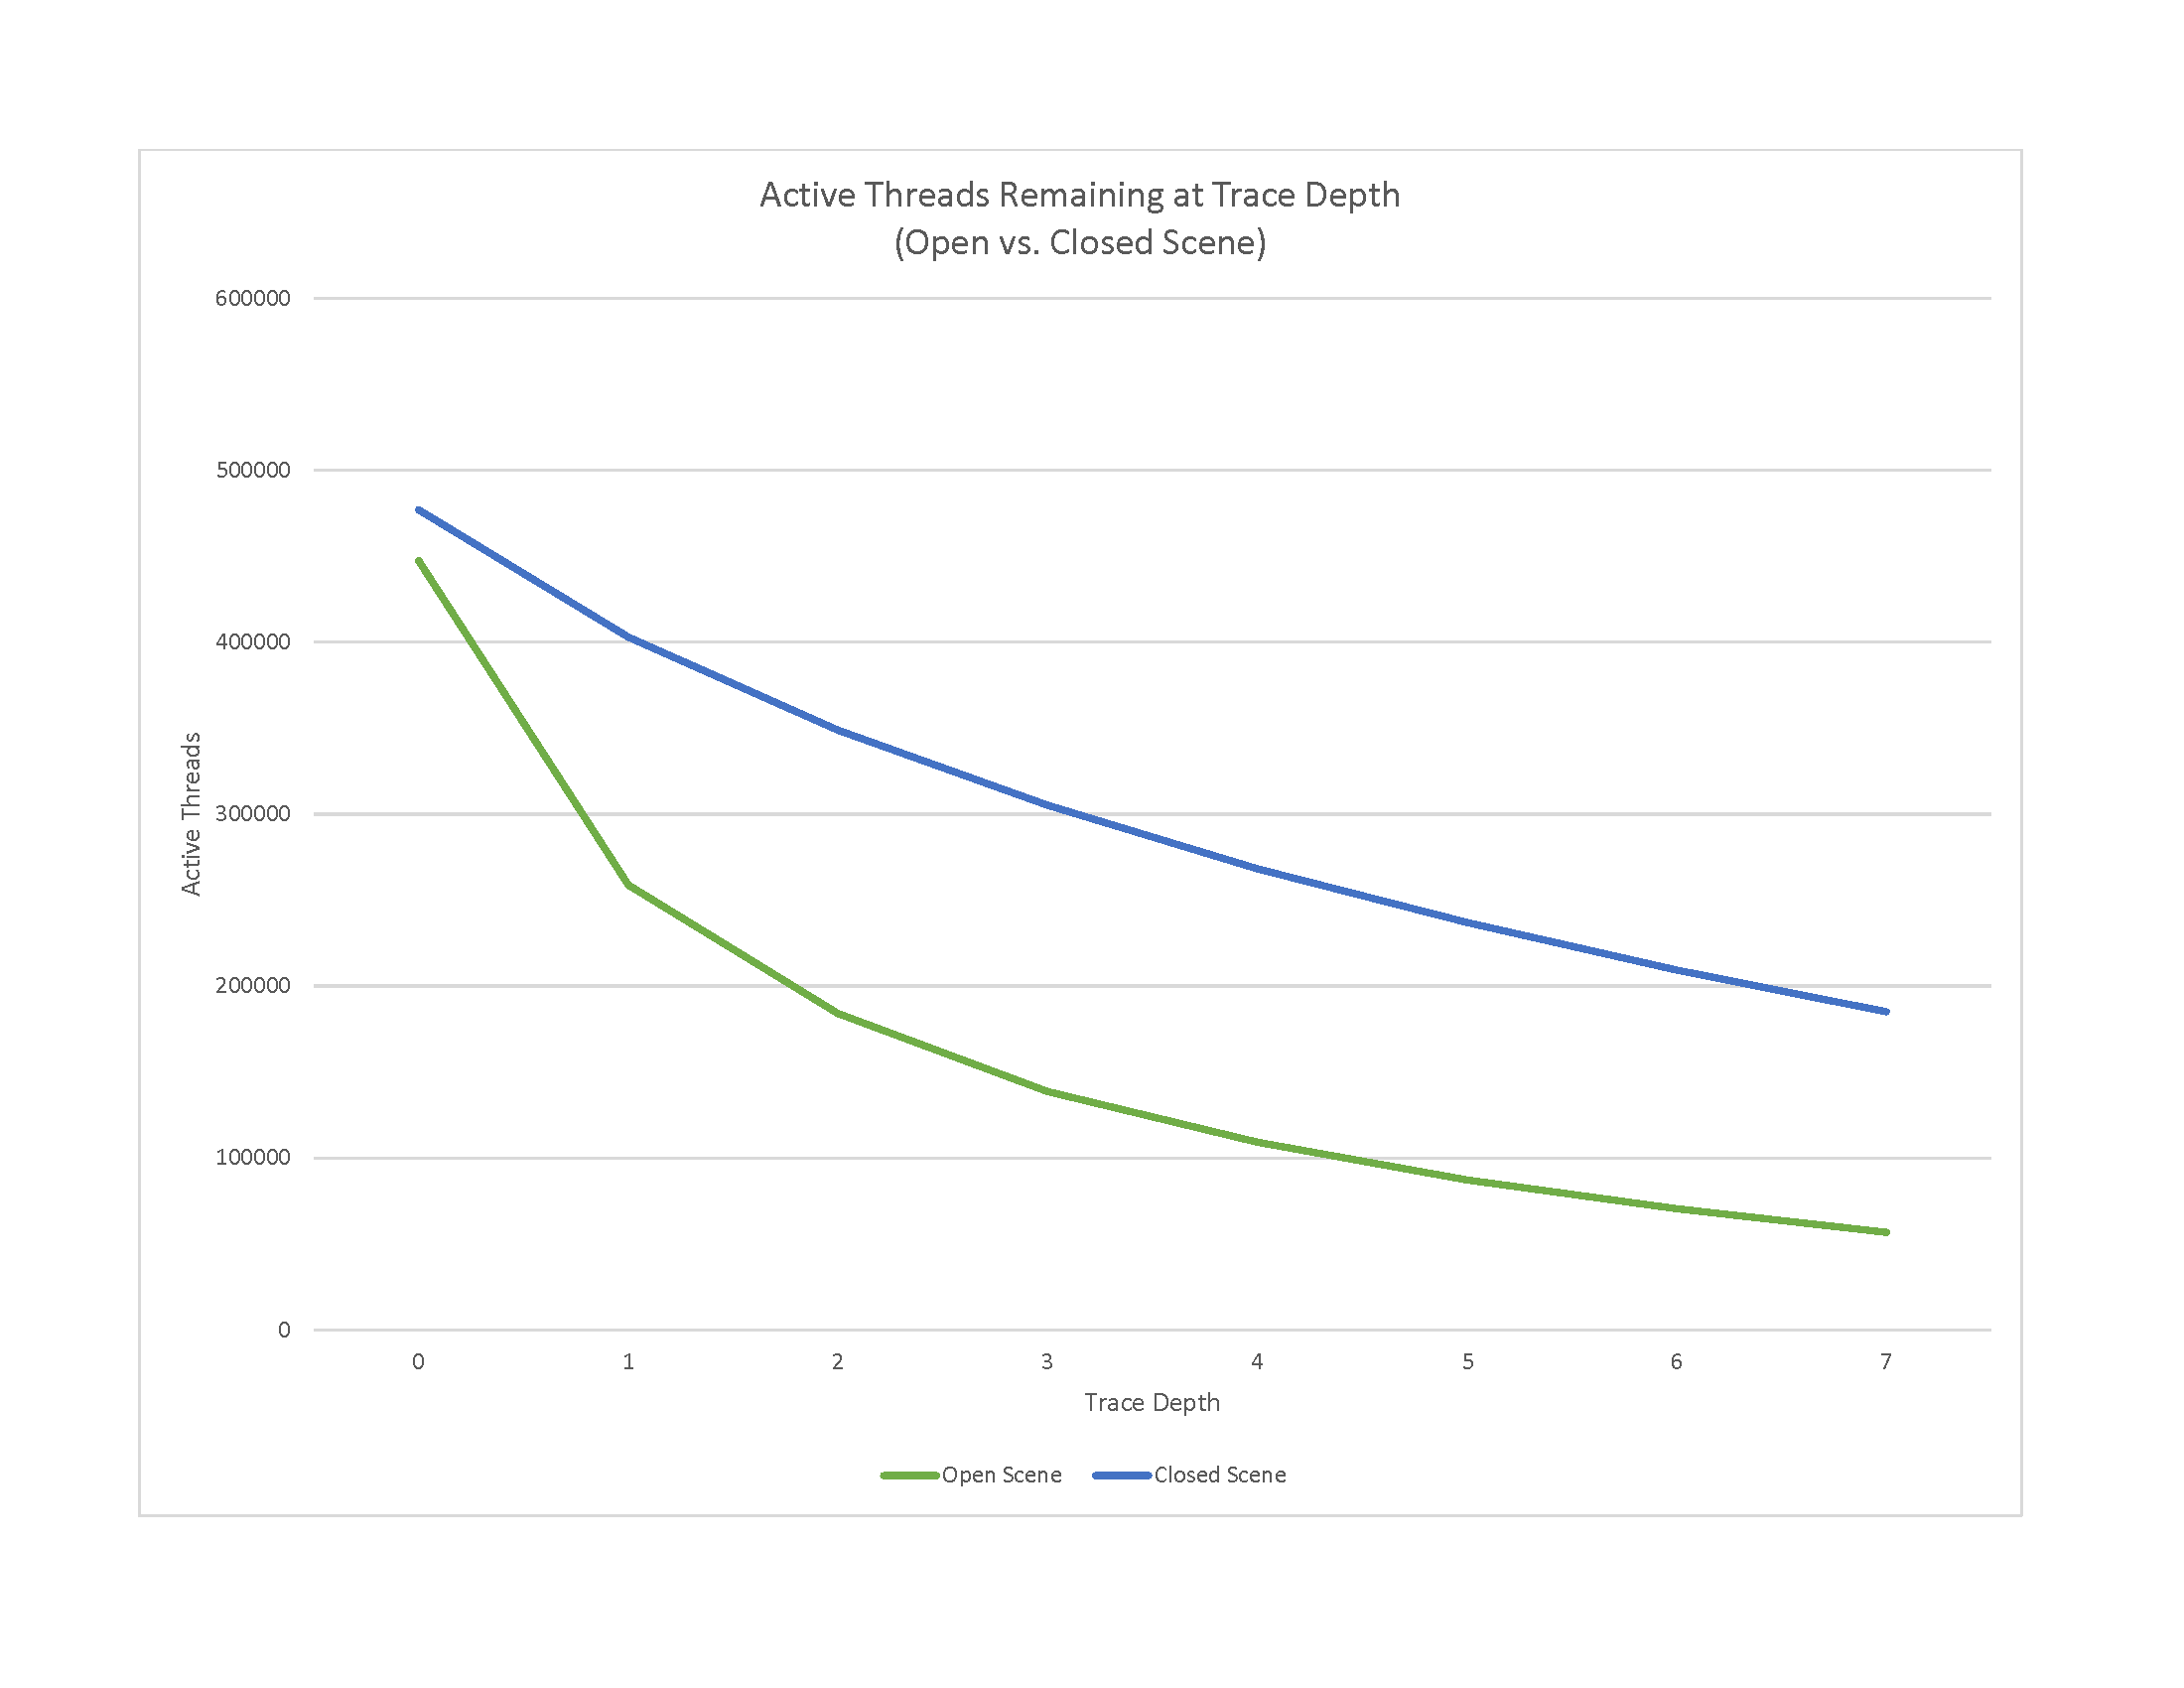 Active Threads Remaining at Trace Depth
(Open vs. Closed Scene)
600000
500000
400000
300000
200000
100000
0
Active Threads
0 1 2 3 4 5 6 7
Trace Depth
Open Scene Closed Scene